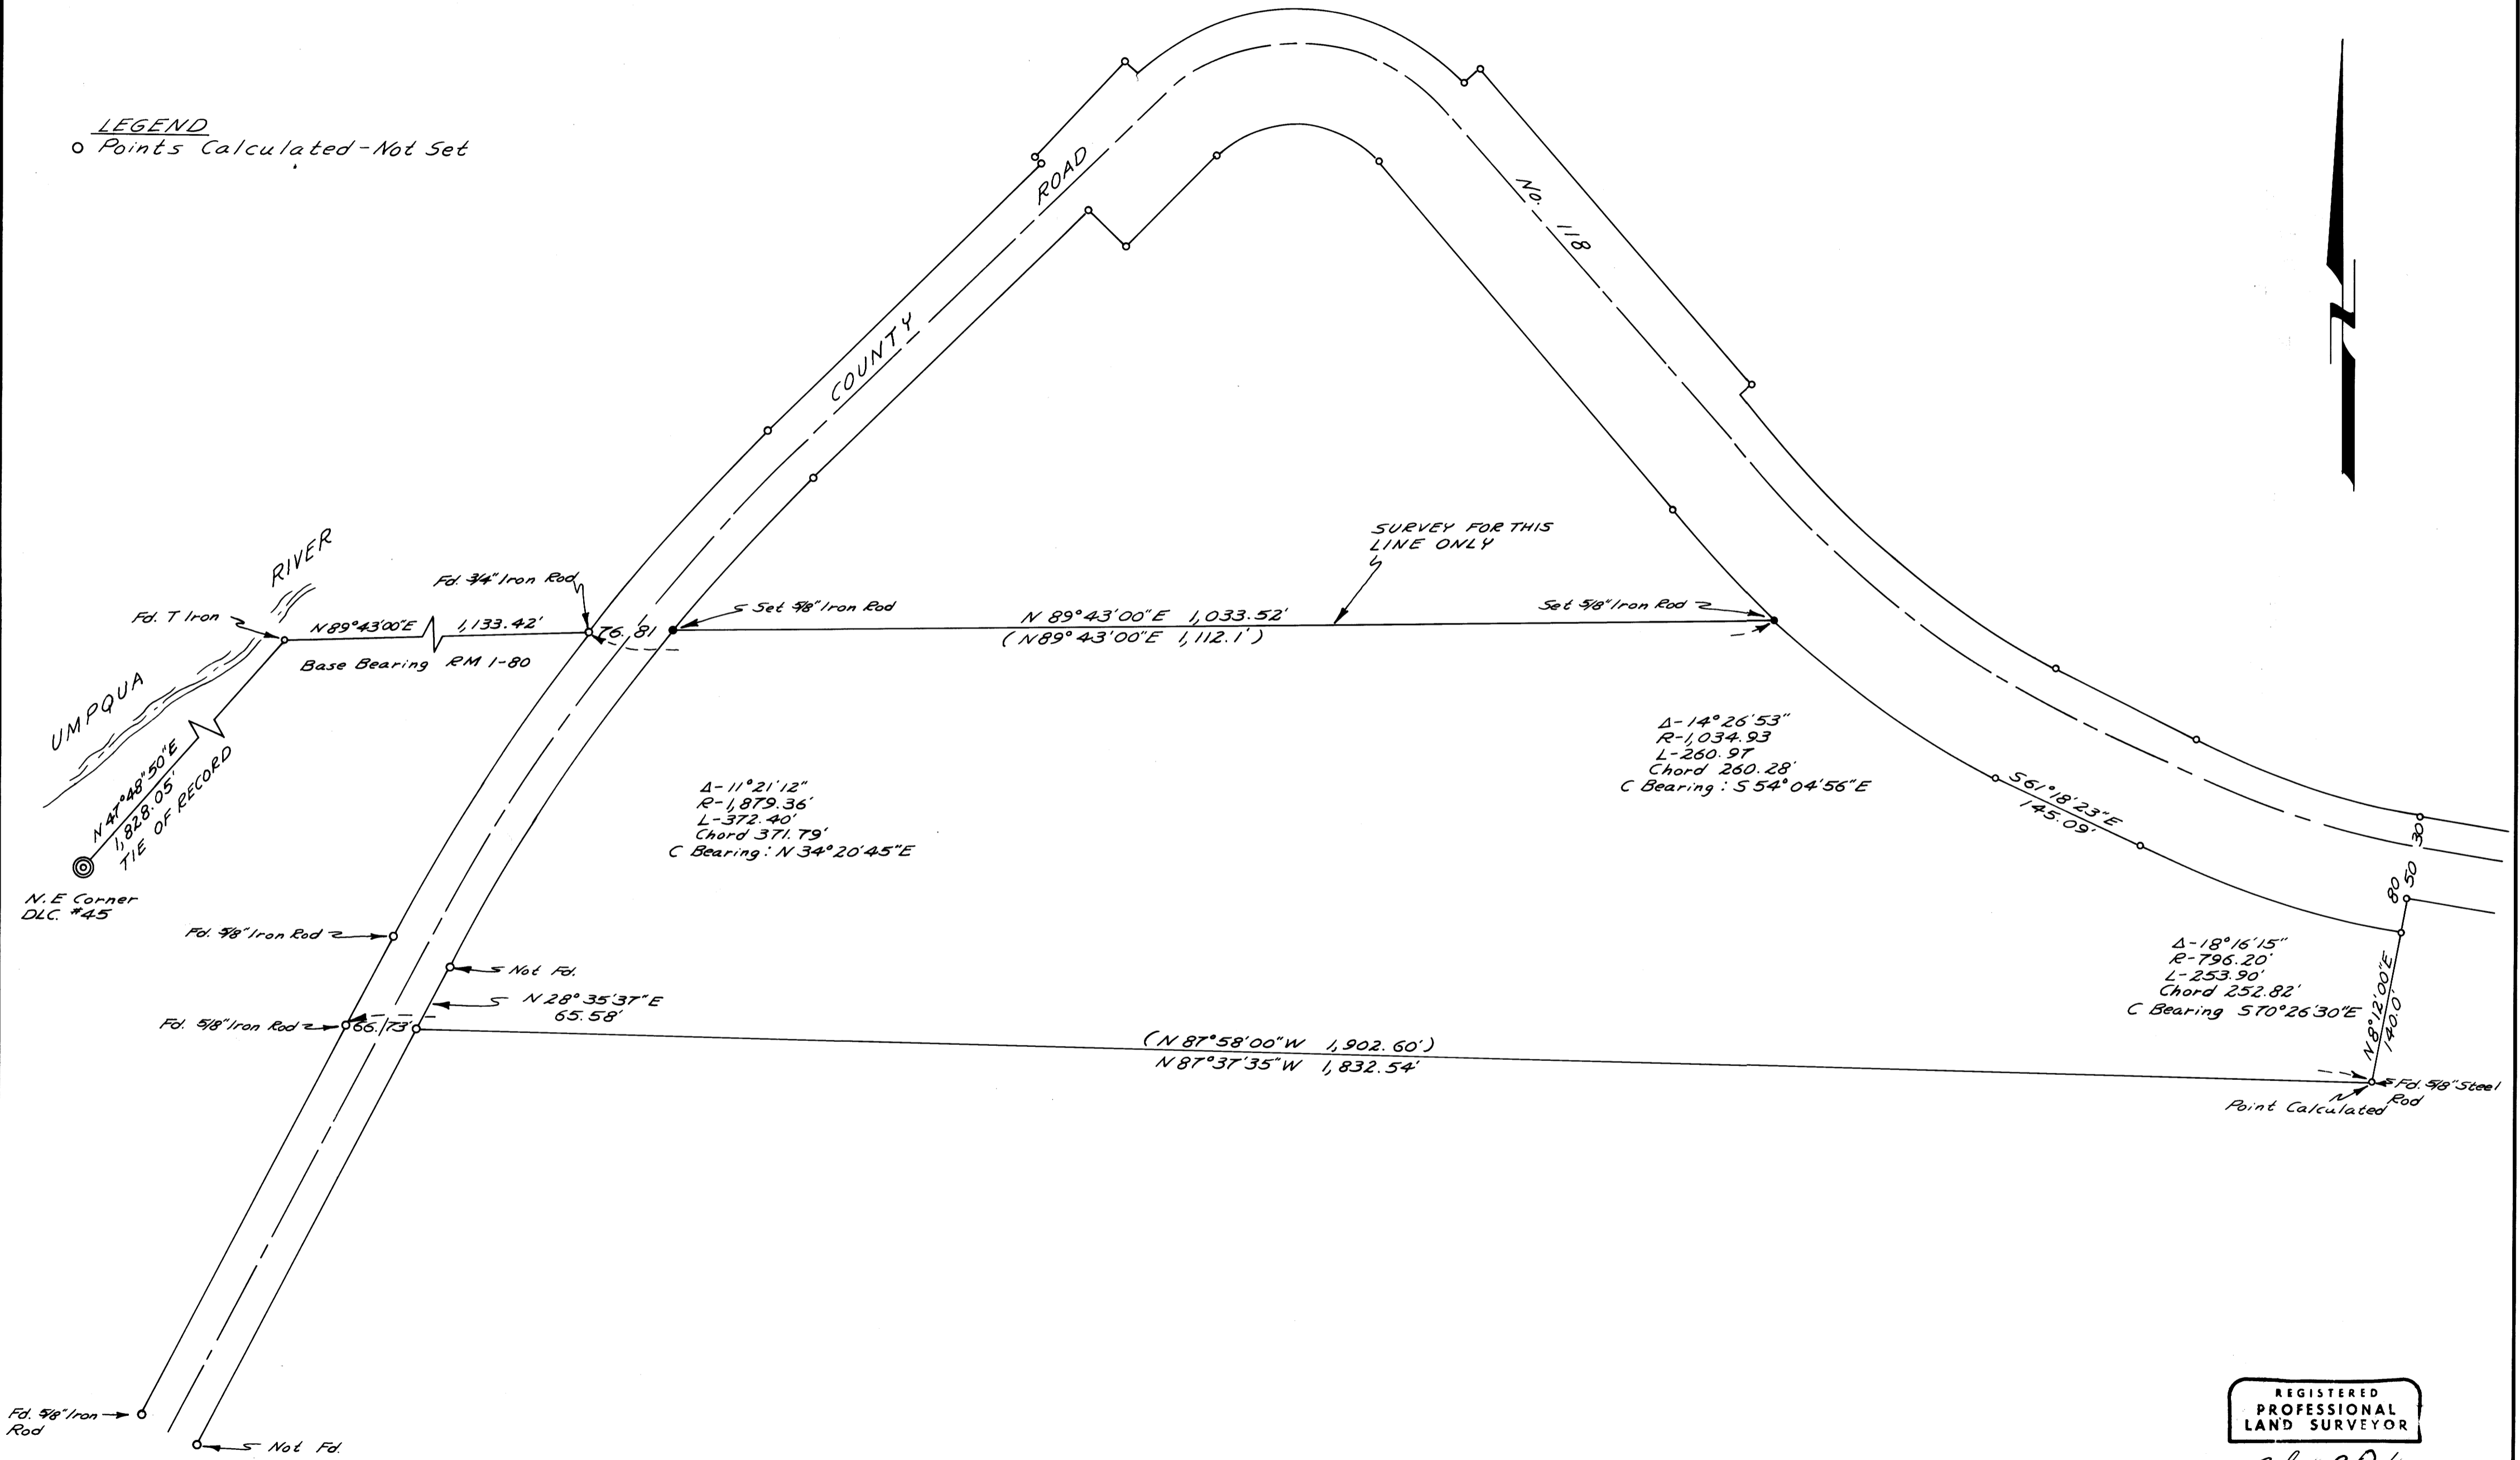 LEGEND
Points Calculated - Not Set
COUNTY
ROAD
No. 118
SURVEY FOR THIS
LINE ONLY
UMPQUA
RIVER
Fd. T Iron
N 89°43'00"E 1,133.42'
Base Bearing RM 1-80
Fd. 3/4" Iron Rod
76.81
Set 5/8" Iron Rod
N 89°43'00"E 1,033.52'
(N 89°43'00"E 1,112.1')
Set 5/8" Iron Rod
N 47°48'50"E
1,828.05'
TIE OF RECORD
N.E Corner
DLC. #45
Δ-11°21'12"
R-1,879.36'
L-372.40'
Chord 371.79'
C Bearing: N 34°20'45"E
Δ-14°26'53"
R-1,034.93
L-260.97
Chord 260.28'
C Bearing: S 54°04'56"E
S 61°18'23"E
145.09'
30
50
80
Fd. 5/8" Iron Rod
Not Fd.
N 28°35'37"E
65.58'
Fd. 5/8" Iron Rod
66.73'
(N 87°58'00"W 1,902.60')
N 87°37'35"W 1,832.54'
Δ-18°16'15"
R-796.20'
L-253.90'
Chord 252.82'
C Bearing S 70°26'30"E
N 8°12'00"E
140.0'
Fd. 5/8" Steel
Rod
Point Calculated
Fd. 5/8" Iron
Rod
Not Fd.
REGISTERED
PROFESSIONAL
LAND SURVEYOR